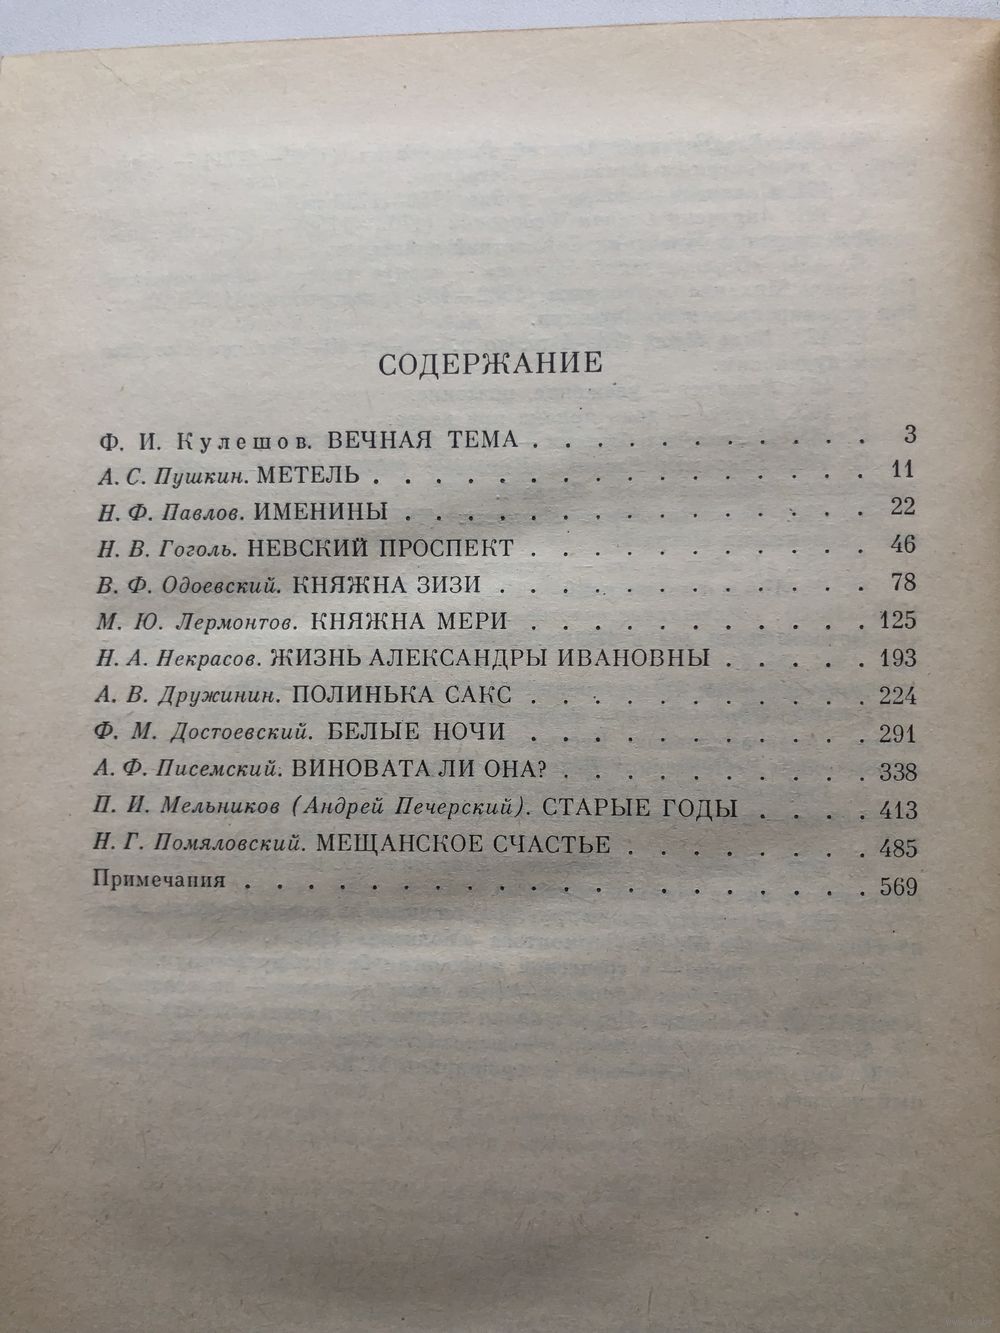 СОДЕРЖАНИЕ
Ф. И. Кулешов. ВЕЧНАЯ ТЕМА . . . . . . . . . . . 3
А. С. Пушкин. МЕТЕЛЬ . . . . . . . . . . . . . . . . 11
Н. Ф. Павлов. ИМЕНИНЫ . . . . . . . . . . . . . . . 22
Н. В. Гоголь. НЕВСКИЙ ПРОСПЕКТ . . . . . . . . . . . 46
В. Ф. Одоевский. КНЯЖНА ЗИЗИ . . . . . . . . . . . . 78
М. Ю. Лермонтов. КНЯЖНА МЕРИ . . . . . . . . . . . 125
Н. А. Некрасов. ЖИЗНЬ АЛЕКСАНДРЫ ИВАНОВНЫ . . . . . 193
А. В. Дружинин. ПОЛИНЬКА САКС . . . . . . . . . . . 224
Ф. М. Достоевский. БЕЛЫЕ НОЧИ . . . . . . . . . . . 291
А. Ф. Писемский. ВИНОВАТА ЛИ ОНА? . . . . . . . . . . 338
П. И. Мельников (Андрей Печерский). СТАРЫЕ ГОДЫ . . . . 413
Н. Г. Помяловский. МЕЩАНСКОЕ СЧАСТЬЕ . . . . . . . . 485
Примечания . . . . . . . . . . . . . . . . . . . . 569